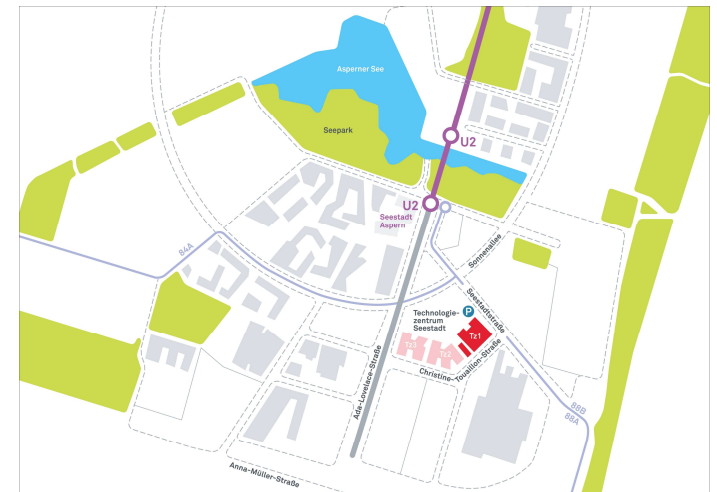 Asperner See
Seepark
U2
U2
Seestadt
Aspern
84A
Sonnenallee
Seestadtstraße
Technologie-
zentrum
Seestadt
P
Tz1
Tz2
Tz3
Christine-Touaillon-Straße
Ada-Lovelace-Straße
88B
88A
Anna-Müller-Straße